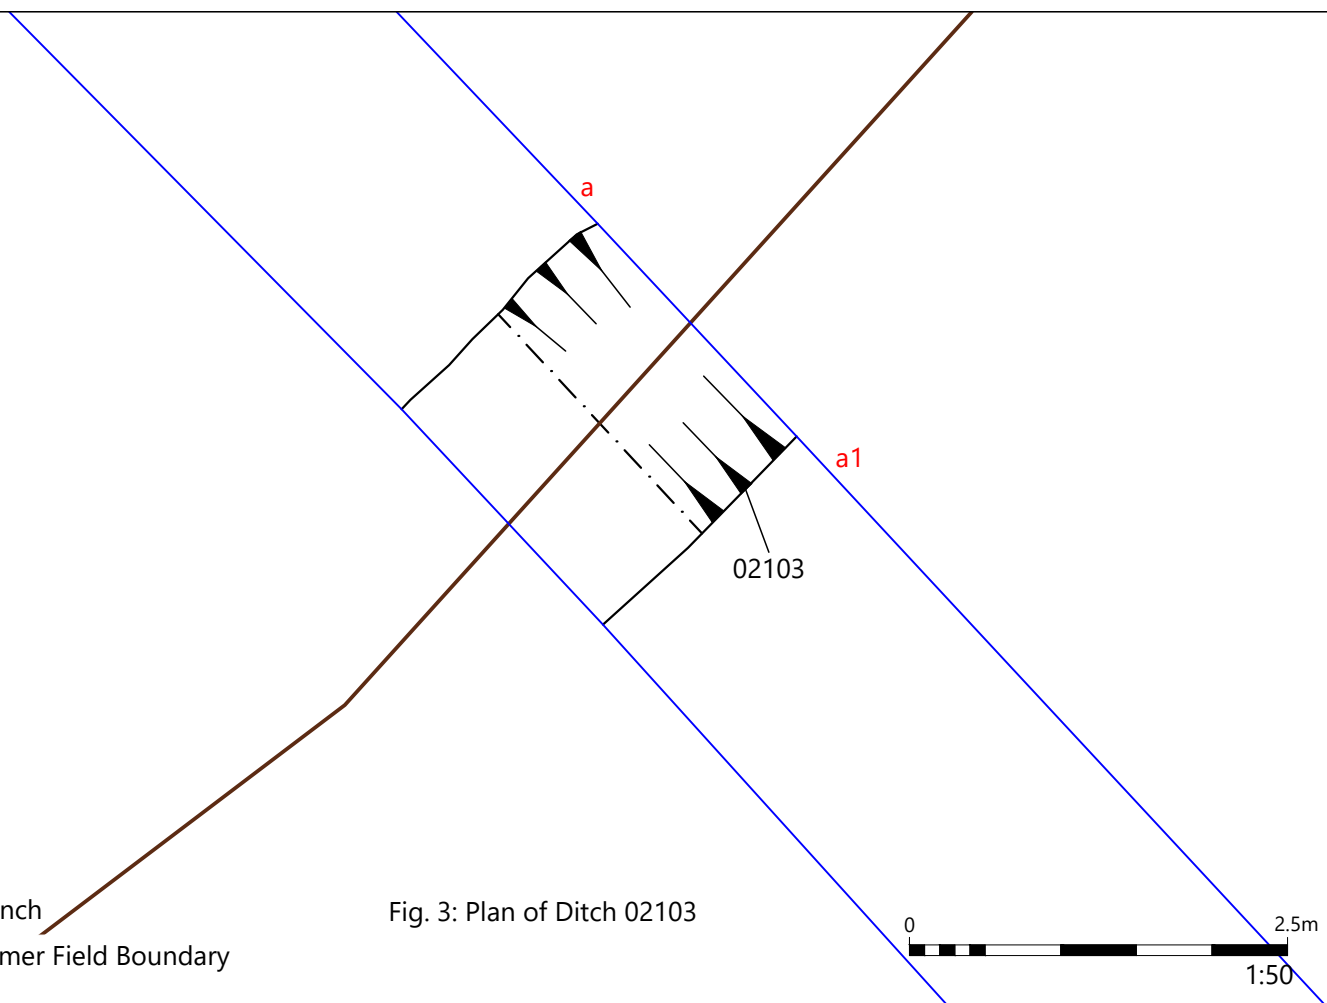 a
a1
02103
nch
Fig. 3: Plan of Ditch 02103
mer Field Boundary
0
2.5m
1:50